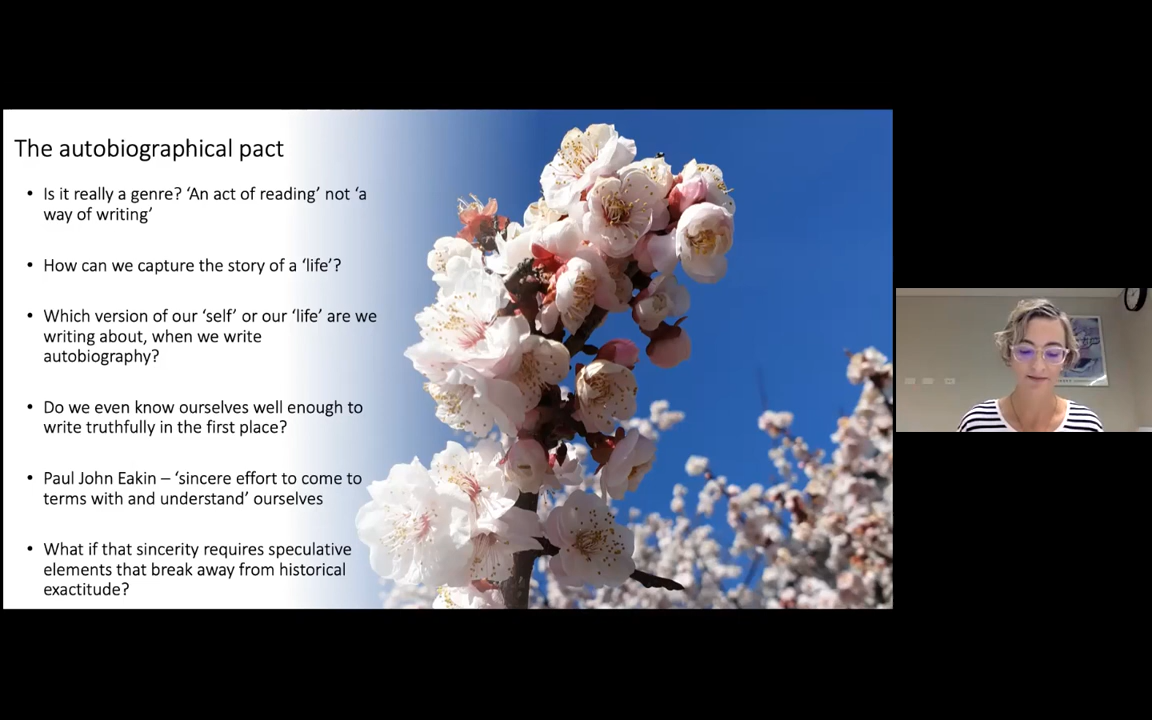 The autobiographical pact
• Is it really a genre? ‘An act of reading’ not ‘a
way of writing’
• How can we capture the story of a ‘life’?
• Which version of our ‘self’ or our ‘life’ are we
writing about, when we write
autobiography?
• Do we even know ourselves well enough to
write truthfully in the first place?
• Paul John Eakin – ‘sincere effort to come to
terms with and understand’ ourselves
• What if that sincerity requires speculative
elements that break away from historical
exactitude?